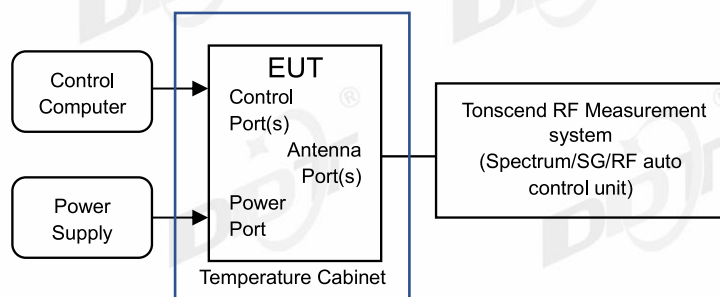 Control
Computer
Power
Supply
EUT
Control
Port(s)
Antenna
Port(s)
Power
Port
Temperature Cabinet
Tonscend RF Measurement
system
(Spectrum/SG/RF auto
control unit)